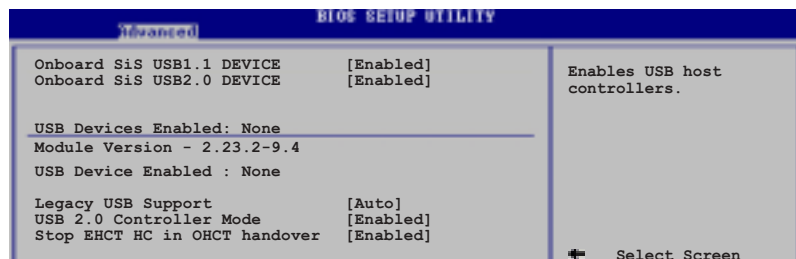 BIOS SETUP UTILITY
Advanced
Onboard SiS USB1.1 DEVICE [Enabled]
Onboard SiS USB2.0 DEVICE [Enabled]
USB Devices Enabled: None
Module Version - 2.23.2-9.4
USB Device Enabled : None
Legacy USB Support [Auto]
USB 2.0 Controller Mode [Enabled]
Stop EHCT HC in OHCT handover [Enabled]
Enables USB host
controllers.
Select Screen